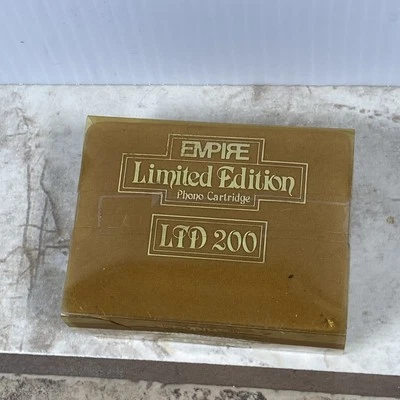 EMPIRE
Limited Edition
Phono Cartridge
LTD 200